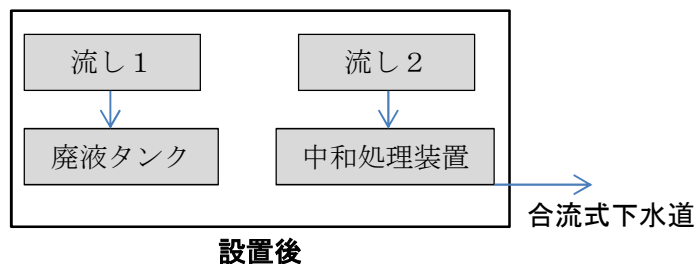 流し１
流し２
廃液タンク
中和処理装置
合流式下水道
設置後